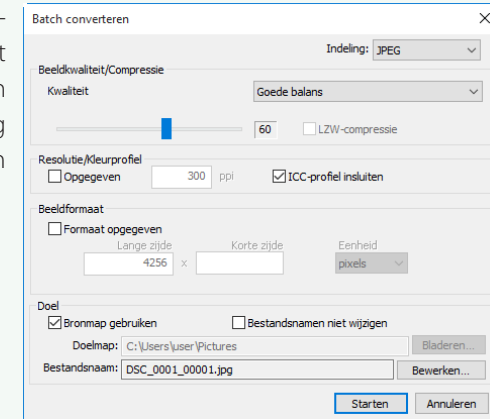 Batch converteren
Indeling: JPEG
Beeldkwaliteit/Compressie
Kwaliteit Goede balans
60 LZW-compressie
Resolutie/Kleurprofiel
Opgegeven 300 ppi ICC-profiel insluiten
Beeldformaat
Formaat opgegeven
Lange zijde Korte zijde Eenheid
4256 x pixels
Doel
Bronmap gebruiken Bestandsnamen niet wijzigen
Doelmap: C:\Users\user\Pictures Bladeren...
Bestandsnaam: DSC_0001_00001.jpg Bewerken...
Starten Annuleren